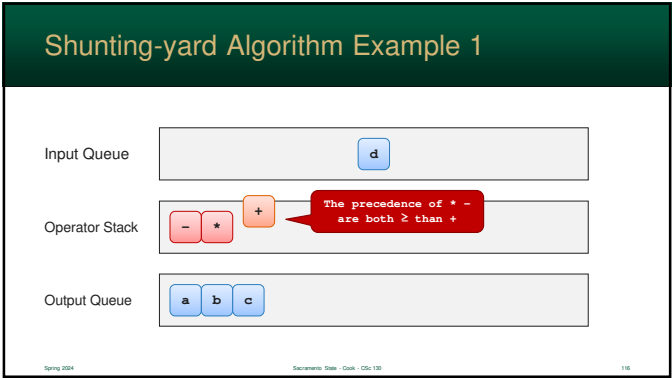 Shunting-yard Algorithm Example 1
Input Queue
d
Operator Stack
– *
+
The precedence of * –
are both ≥ than +
Output Queue
a b c
Spring 2024
Sacramento State - Cook - CSc 130
116